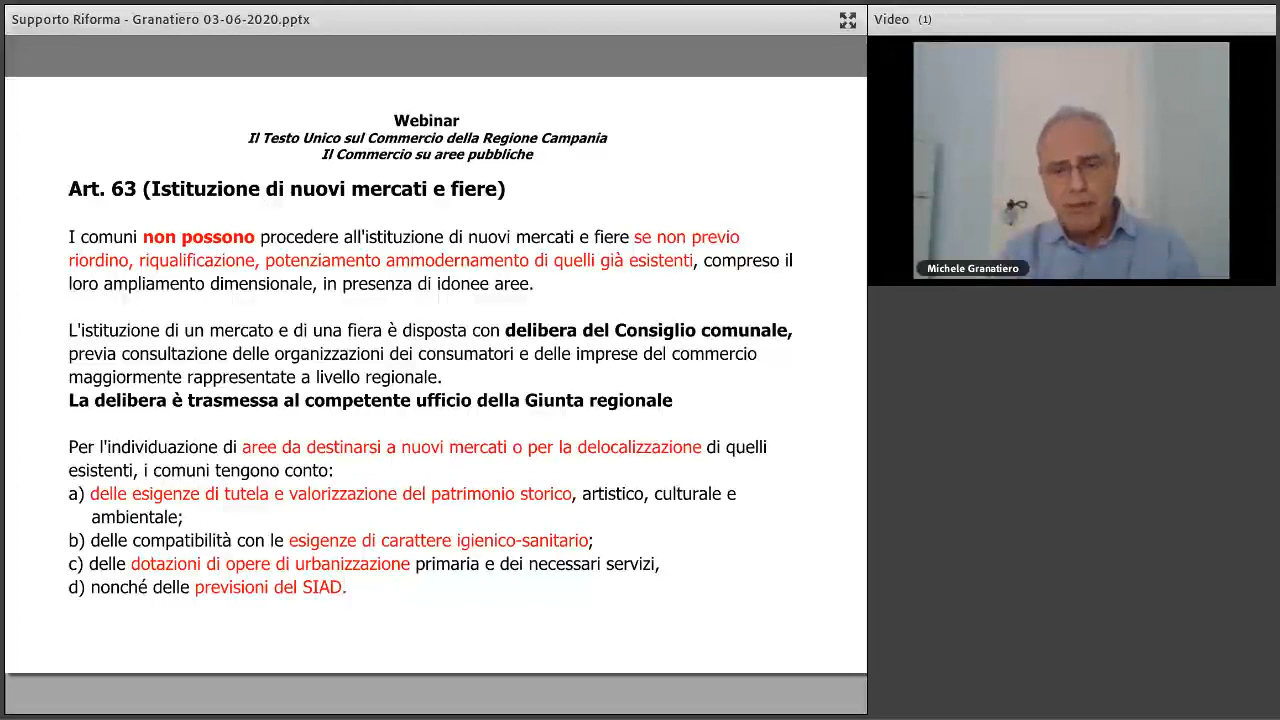 Supporto Riforma - Granatiero 03-06-2020.pptx
Video (1)
Webinar
Il Testo Unico sul Commercio della Regione Campania
Il Commercio su aree pubbliche
Art. 63 (Istituzione di nuovi mercati e fiere)
I comuni non possono procedere all'istituzione di nuovi mercati e fiere se non previo
riordino, riqualificazione, potenziamento ammodernamento di quelli già esistenti, compreso il
loro ampliamento dimensionale, in presenza di idonee aree.
L'istituzione di un mercato e di una fiera è disposta con delibera del Consiglio comunale,
previa consultazione delle organizzazioni dei consumatori e delle imprese del commercio
maggiormente rappresentate a livello regionale.
La delibera è trasmessa al competente ufficio della Giunta regionale
Per l'individuazione di aree da destinarsi a nuovi mercati o per la delocalizzazione di quelli
esistenti, i comuni tengono conto:
a) delle esigenze di tutela e valorizzazione del patrimonio storico, artistico, culturale e
ambientale;
b) delle compatibilità con le esigenze di carattere igienico-sanitario;
c) delle dotazioni di opere di urbanizzazione primaria e dei necessari servizi,
d) nonché delle previsioni del SIAD.
Michele Granatiero